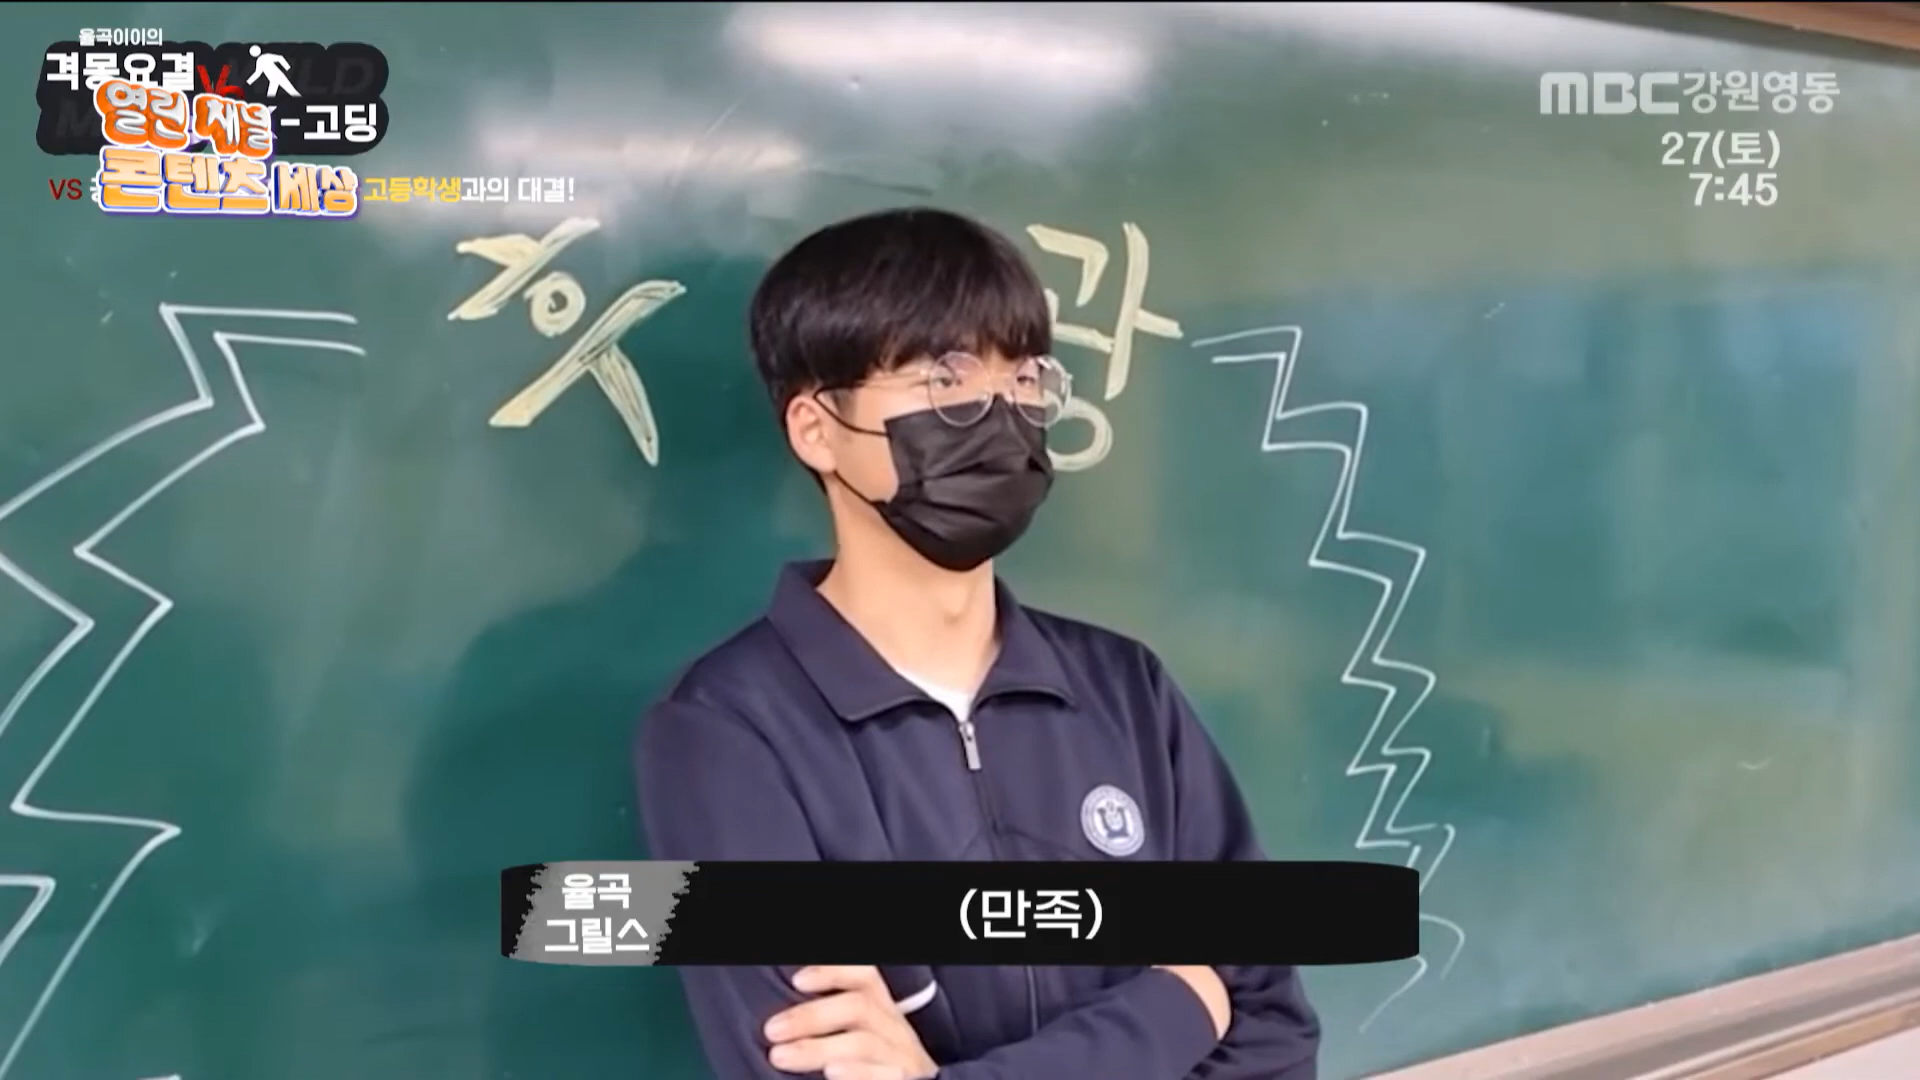 율곡이이의
격몽요결
-고딩
열린 채널
콘텐츠 세상
VS
고등학생과의 대결!
MBC강원영동
27(토)
7:45
광
율곡
그릴스
(만족)